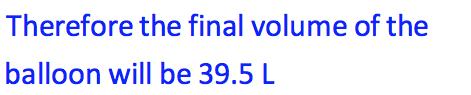 Therefore the final volume of the
balloon will be 39.5 L